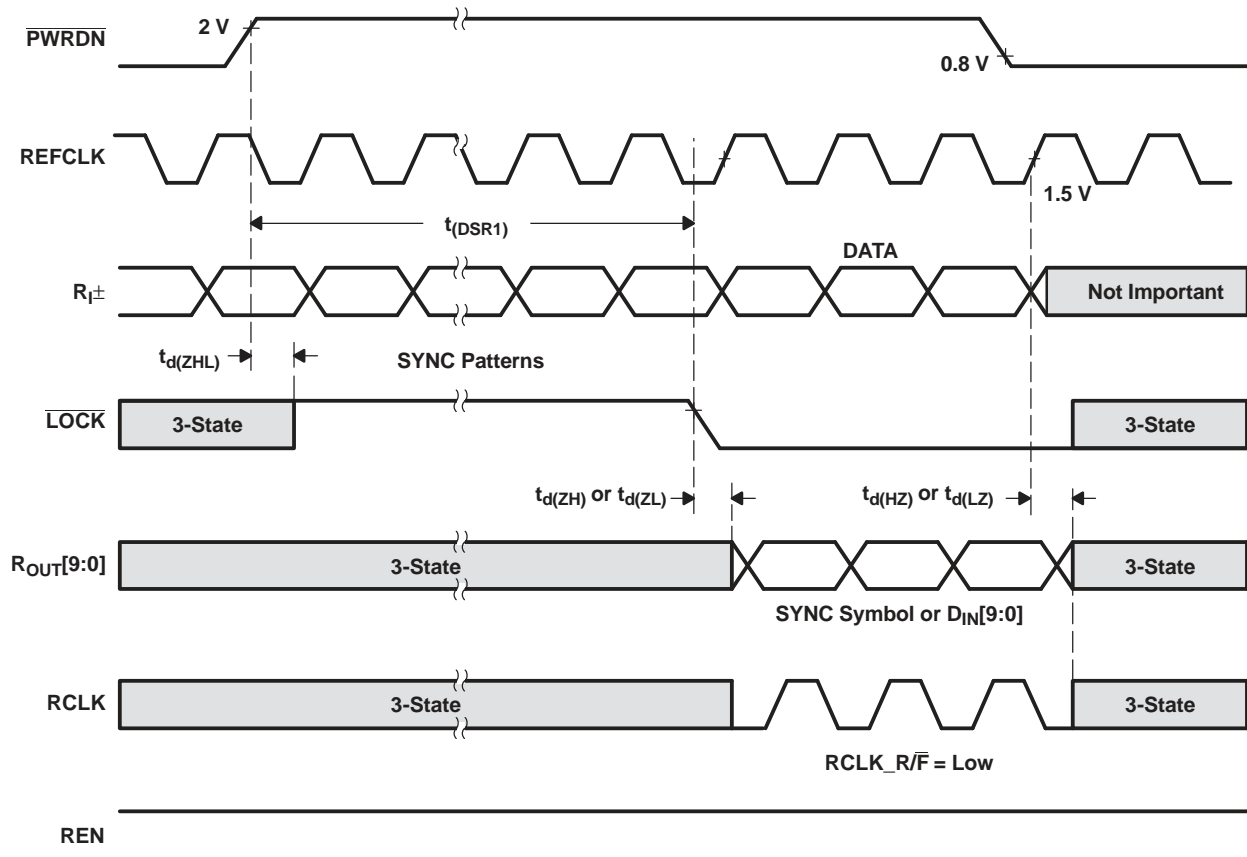 PWRDN
2 V
0.8 V
REFCLK
1.5 V
t(DSR1)
DATA
RI±
Not Important
td(ZHL)
SYNC Patterns
LOCK
3-State
3-State
td(ZH) or td(ZL)
td(HZ) or td(LZ)
ROUT[9:0]
3-State
3-State
SYNC Symbol or DIN[9:0]
RCLK
3-State
3-State
RCLK_R/F = Low
REN